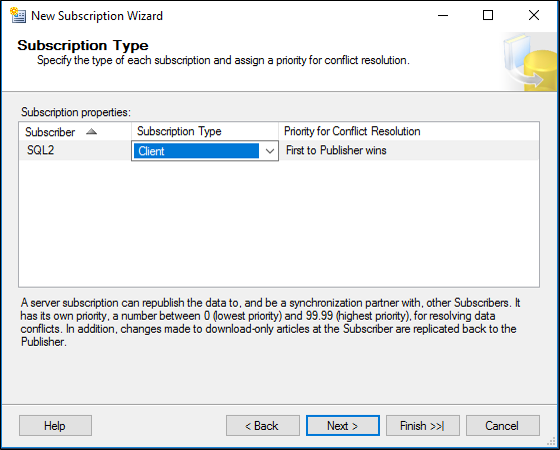 New Subscription Wizard
Subscription Type
Specify the type of each subscription and assign a priority for conflict resolution.
Subscription properties:
Subscriber Subscription Type Priority for Conflict Resolution
SQL2 Client First to Publisher wins
A server subscription can republish the data to, and be a synchronization partner with, other Subscribers. It
has its own priority, a number between 0 (lowest priority) and 99.99 (highest priority), for resolving data
conflicts. In addition, changes made to download-only articles at the Subscriber are replicated back to the
Publisher.
Help < Back Next > Finish >>| Cancel